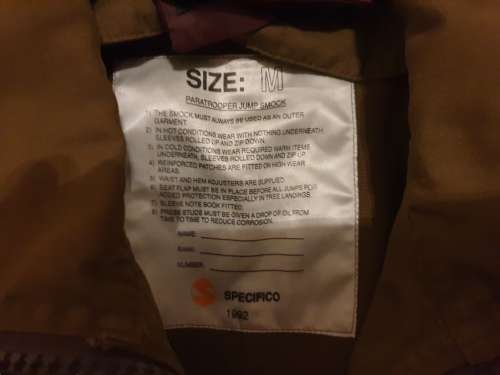 SIZE: M
PARATROOPER JUMP SMOCK
1) THE SMOCK MUST ALWAYS BE USED AS AN OUTER
GARMENT.
2) IN HOT CONDITIONS WEAR WITH NOTHING UNDERNEATH,
SLEEVES ROLLED UP AND ZIP DOWN.
3) IN COLD CONDITIONS WEAR REQUIRED WARM ITEMS
UNDERNEATH, SLEEVES ROLLED DOWN AND ZIP UP.
4) REINFORCED PATCHES ARE FITTED ON HIGH WEAR
AREAS.
5) WAIST AND HEM ADJUSTERS ARE SUPPLIED.
6) SEAT FLAP MUST BE IN PLACE BEFORE ALL JUMPS FOR
ADDED PROTECTION ESPECIALLY IN TREE LANDINGS.
7) SLEEVE NOTE BOOK FITTED.
8) PRESS STUDS MUST BE GIVEN A DROP OF OIL FROM
TIME TO TIME TO REDUCE CORROSION.
NAME:
RANK:
NUMBER:
SPECIFICO
1992